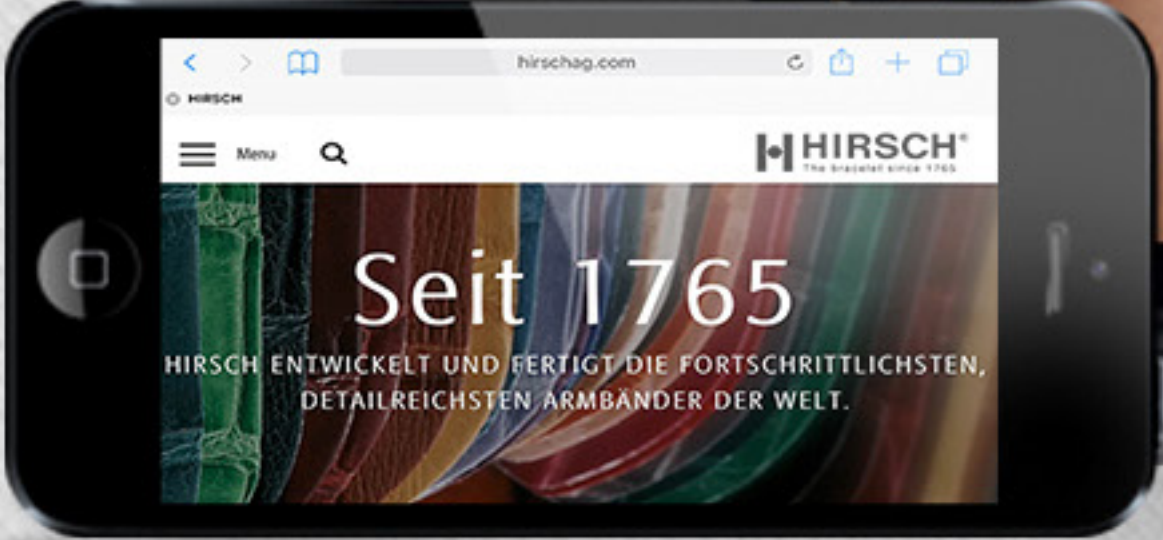 hirschag.com
HIRSCH
Menu
HIRSCH®
The bracelet since 1765
Seit 1765
HIRSCH ENTWICKELT UND FERTIGT DIE FORTSCHRITTLICHSTEN,
DETAILREICHSTEN ARMBÄNDER DER WELT.